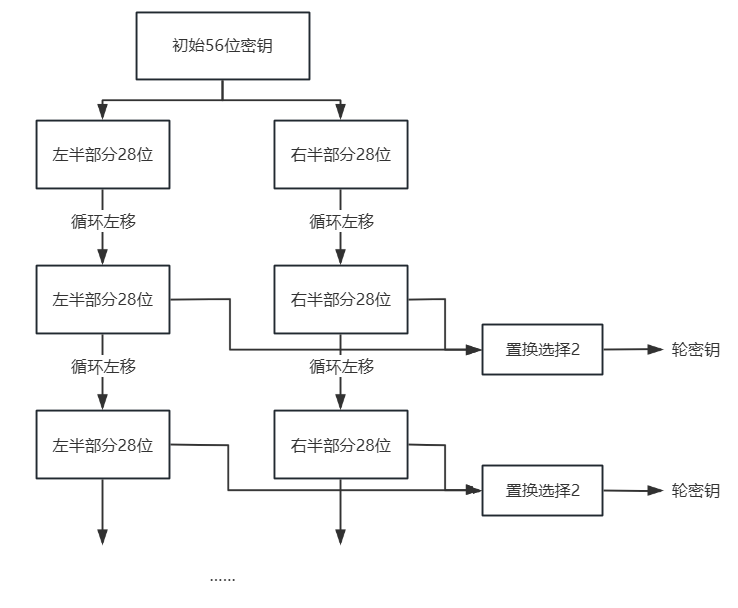 初始56位密钥
左半部分28位
右半部分28位
循环左移
循环左移
左半部分28位
右半部分28位
置换选择2
轮密钥
循环左移
循环左移
左半部分28位
右半部分28位
置换选择2
轮密钥
......